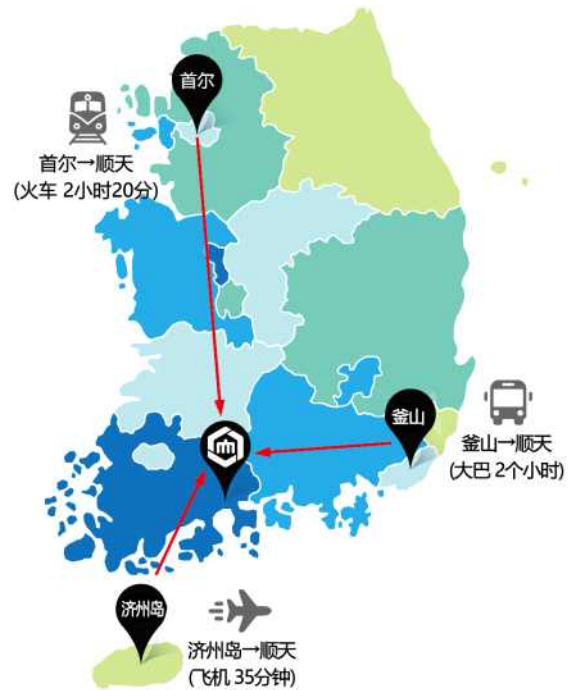 首尔
首尔→顺天
(火车 2小时20分)
釜山
釜山→顺天
(大巴 2个小时)
济州岛
济州岛→顺天
(飞机 35分钟)